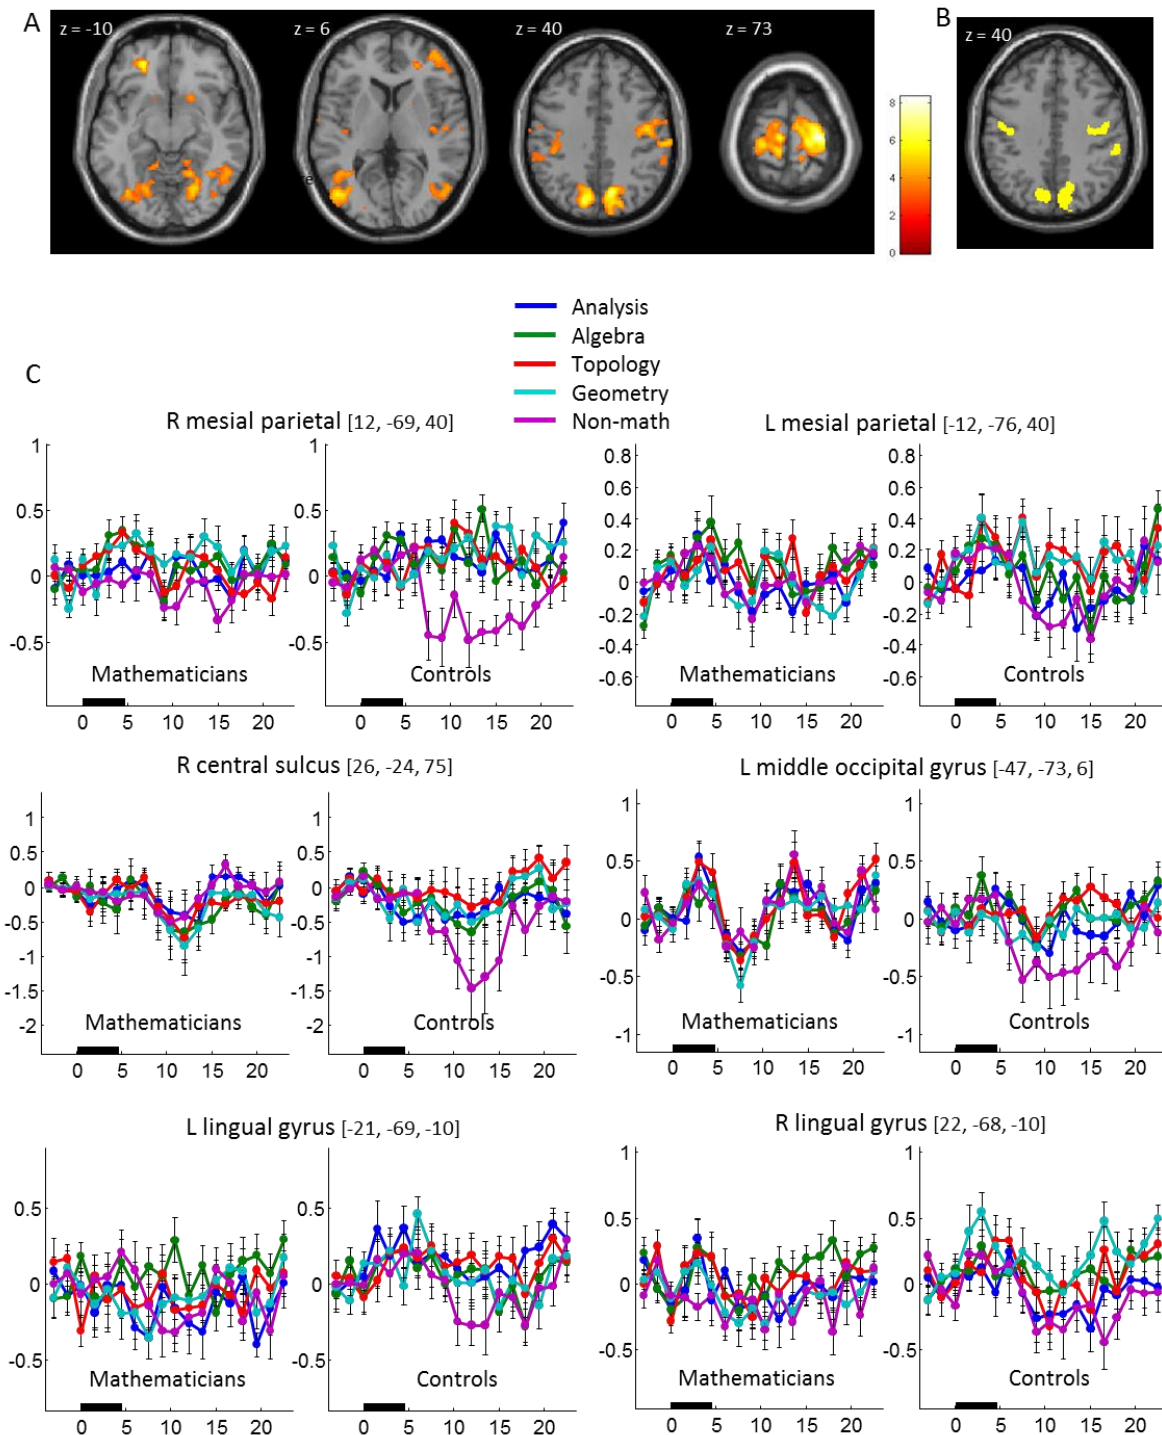 A
B
z = -10
z = 6
z = 40
z = 73
z = 40
8
6
4
2
0
Analysis
Algebra
Topology
Geometry
Non-math
C
R mesial parietal [12, -69, 40]
L mesial parietal [-12, -76, 40]
1
0.5
0
-0.5
Mathematicians
0 5 10 15 20
1
0.5
0
-0.5
Controls
0 5 10 15 20
0.8
0.6
0.4
0.2
0
-0.2
-0.4
-0.6
Mathematicians
0 5 10 15 20
0.8
0.6
0.4
0.2
0
-0.2
-0.4
-0.6
Controls
0 5 10 15 20
R central sulcus [26, -24, 75]
L middle occipital gyrus [-47, -73, 6]
1
0.5
0
-0.5
-1
-1.5
-2
Mathematicians
0 5 10 15 20
1
0.5
0
-0.5
-1
-1.5
-2
Controls
0 5 10 15 20
1
0.5
0
-0.5
-1
Mathematicians
0 5 10 15 20
1
0.5
0
-0.5
-1
Controls
0 5 10 15 20
L lingual gyrus [-21, -69, -10]
R lingual gyrus [22, -68, -10]
0.5
0
-0.5
Mathematicians
0 5 10 15 20
0.5
0
-0.5
Controls
0 5 10 15 20
1
0.5
0
-0.5
Mathematicians
0 5 10 15 20
1
0.5
0
-0.5
Controls
0 5 10 15 20